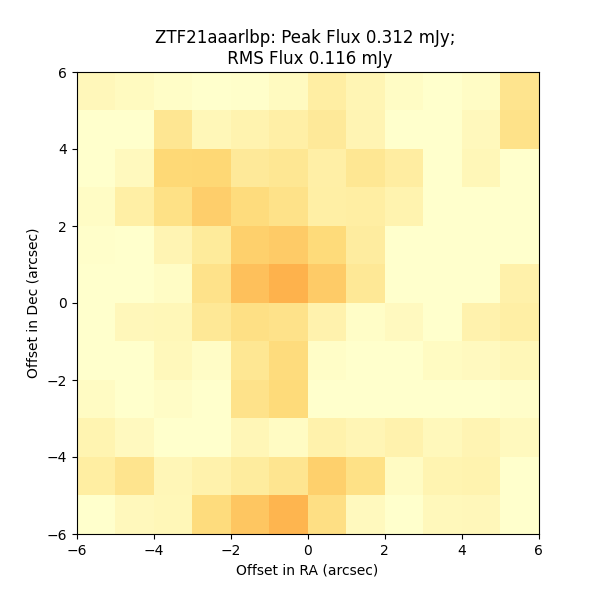 ZTF21aaarlbp: Peak Flux 0.312 mJy;
RMS Flux 0.116 mJy
6
4
2
0
−2
−4
−6
Offset in Dec (arcsec)
−6 −4 −2 0 2 4 6
Offset in RA (arcsec)